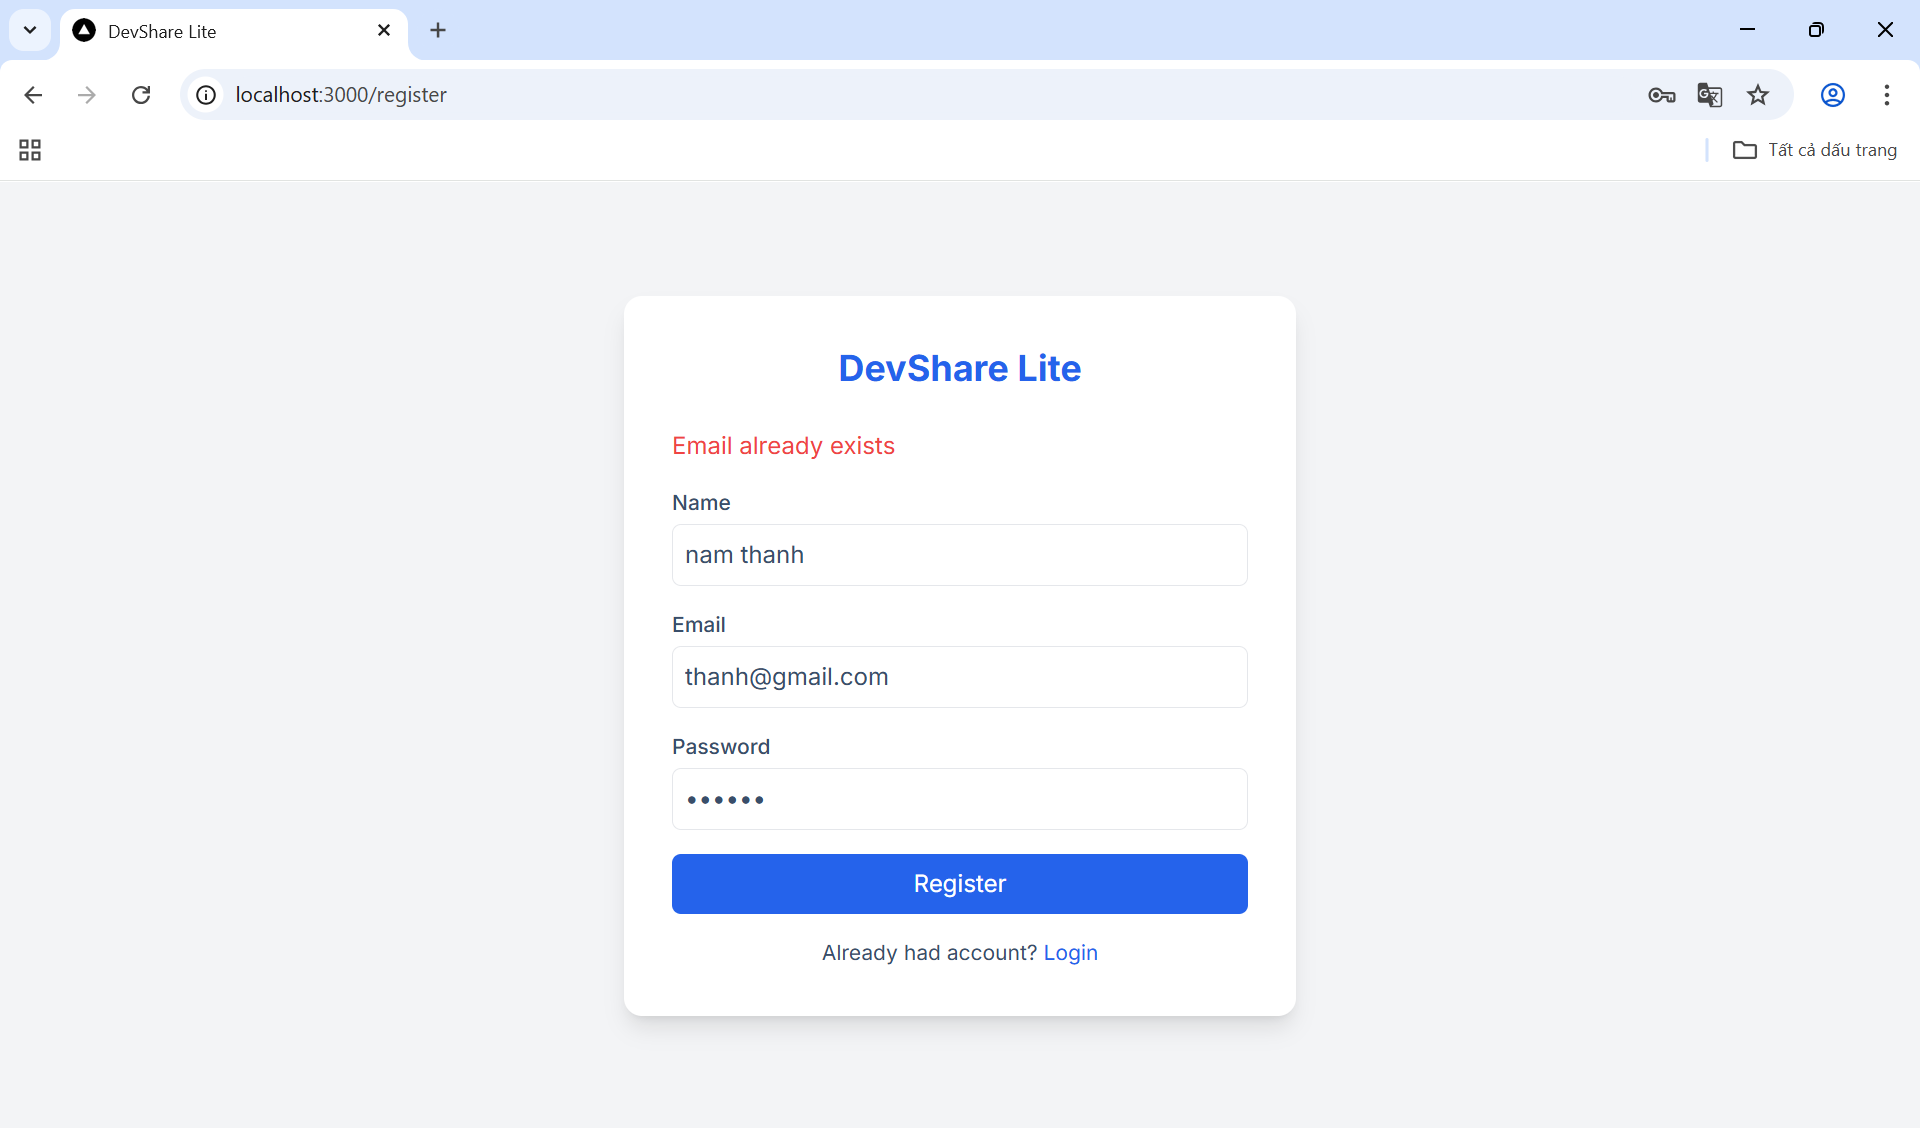 DevShare Lite
localhost:3000/register
Tất cả dấu trang
DevShare Lite
Email already exists
Name
nam thanh
Email
thanh@gmail.com
Password
••••••
Register
Already had account? Login